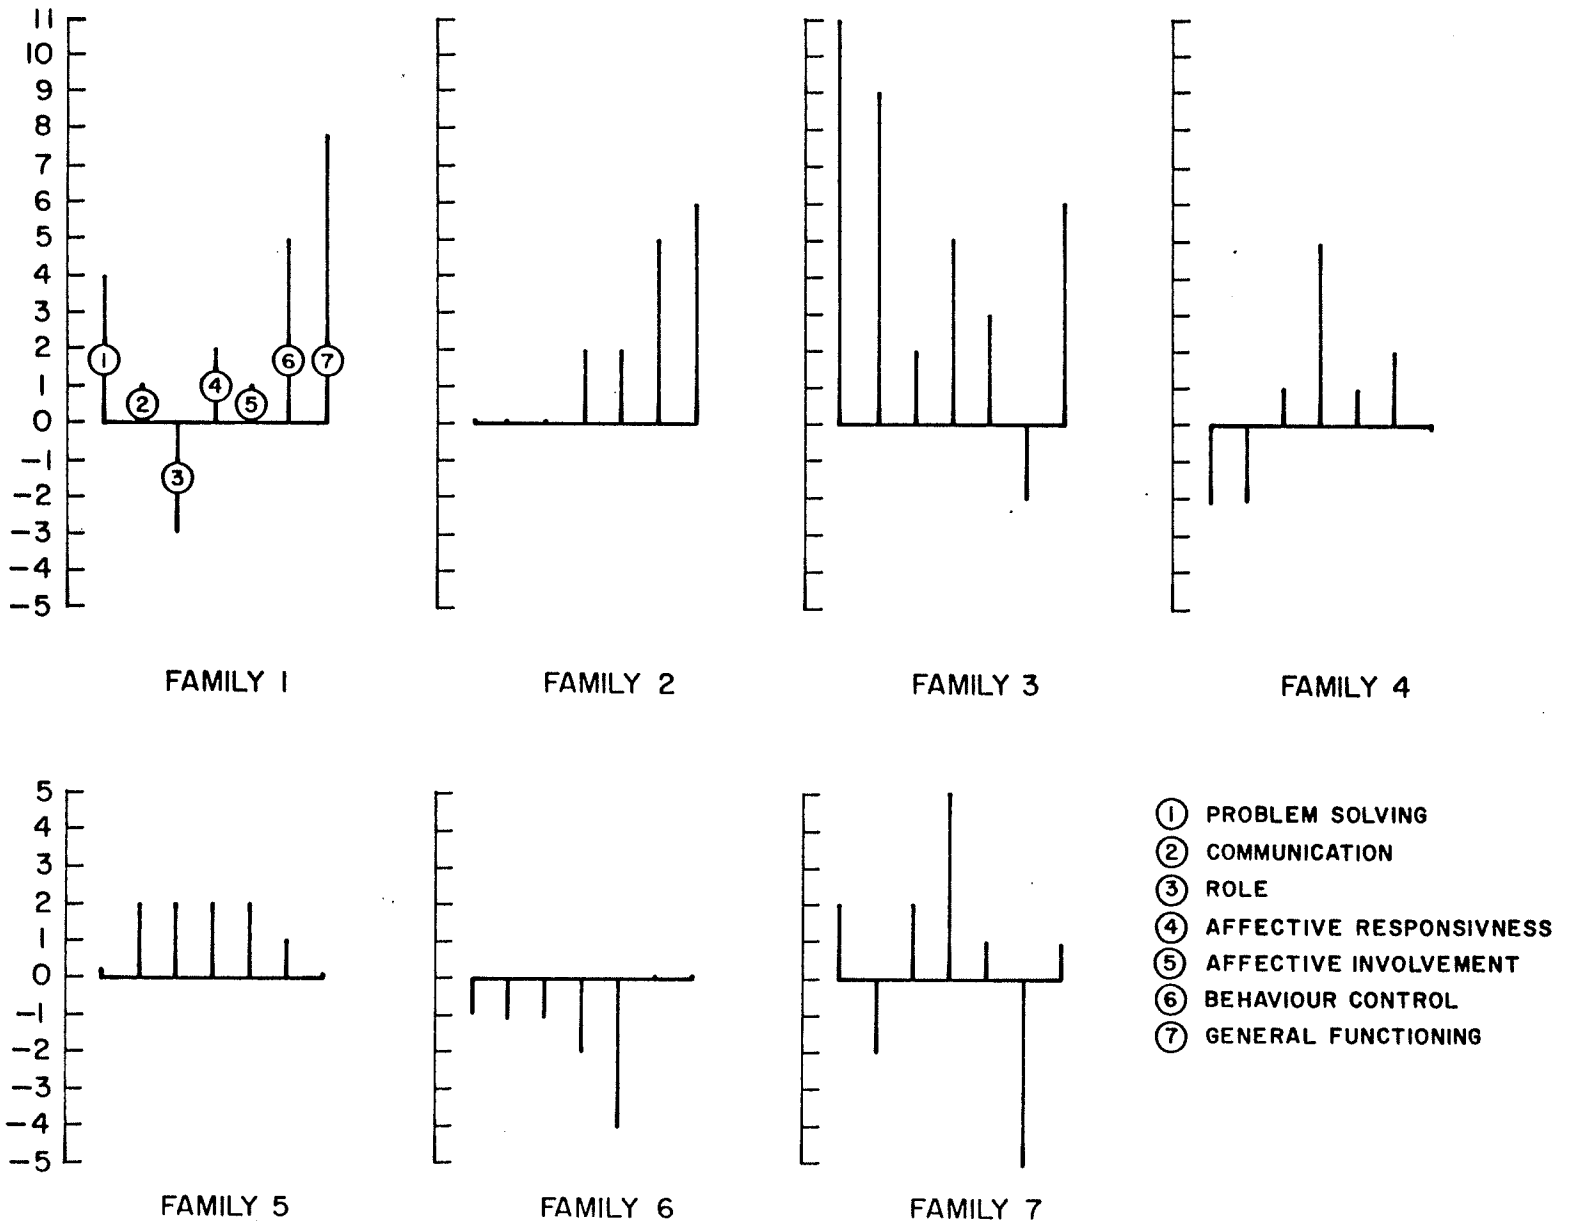 11
10
9
8
7
6
5
4
3
2
1
0
-1
-2
-3
-4
-5
1
2
3
4
5
6
7
FAMILY 1
FAMILY 2
FAMILY 3
FAMILY 4
5
4
3
2
1
0
-1
-2
-3
-4
-5
FAMILY 5
FAMILY 6
FAMILY 7
1 PROBLEM SOLVING
2 COMMUNICATION
3 ROLE
4 AFFECTIVE RESPONSIVNESS
5 AFFECTIVE INVOLVEMENT
6 BEHAVIOUR CONTROL
7 GENERAL FUNCTIONING